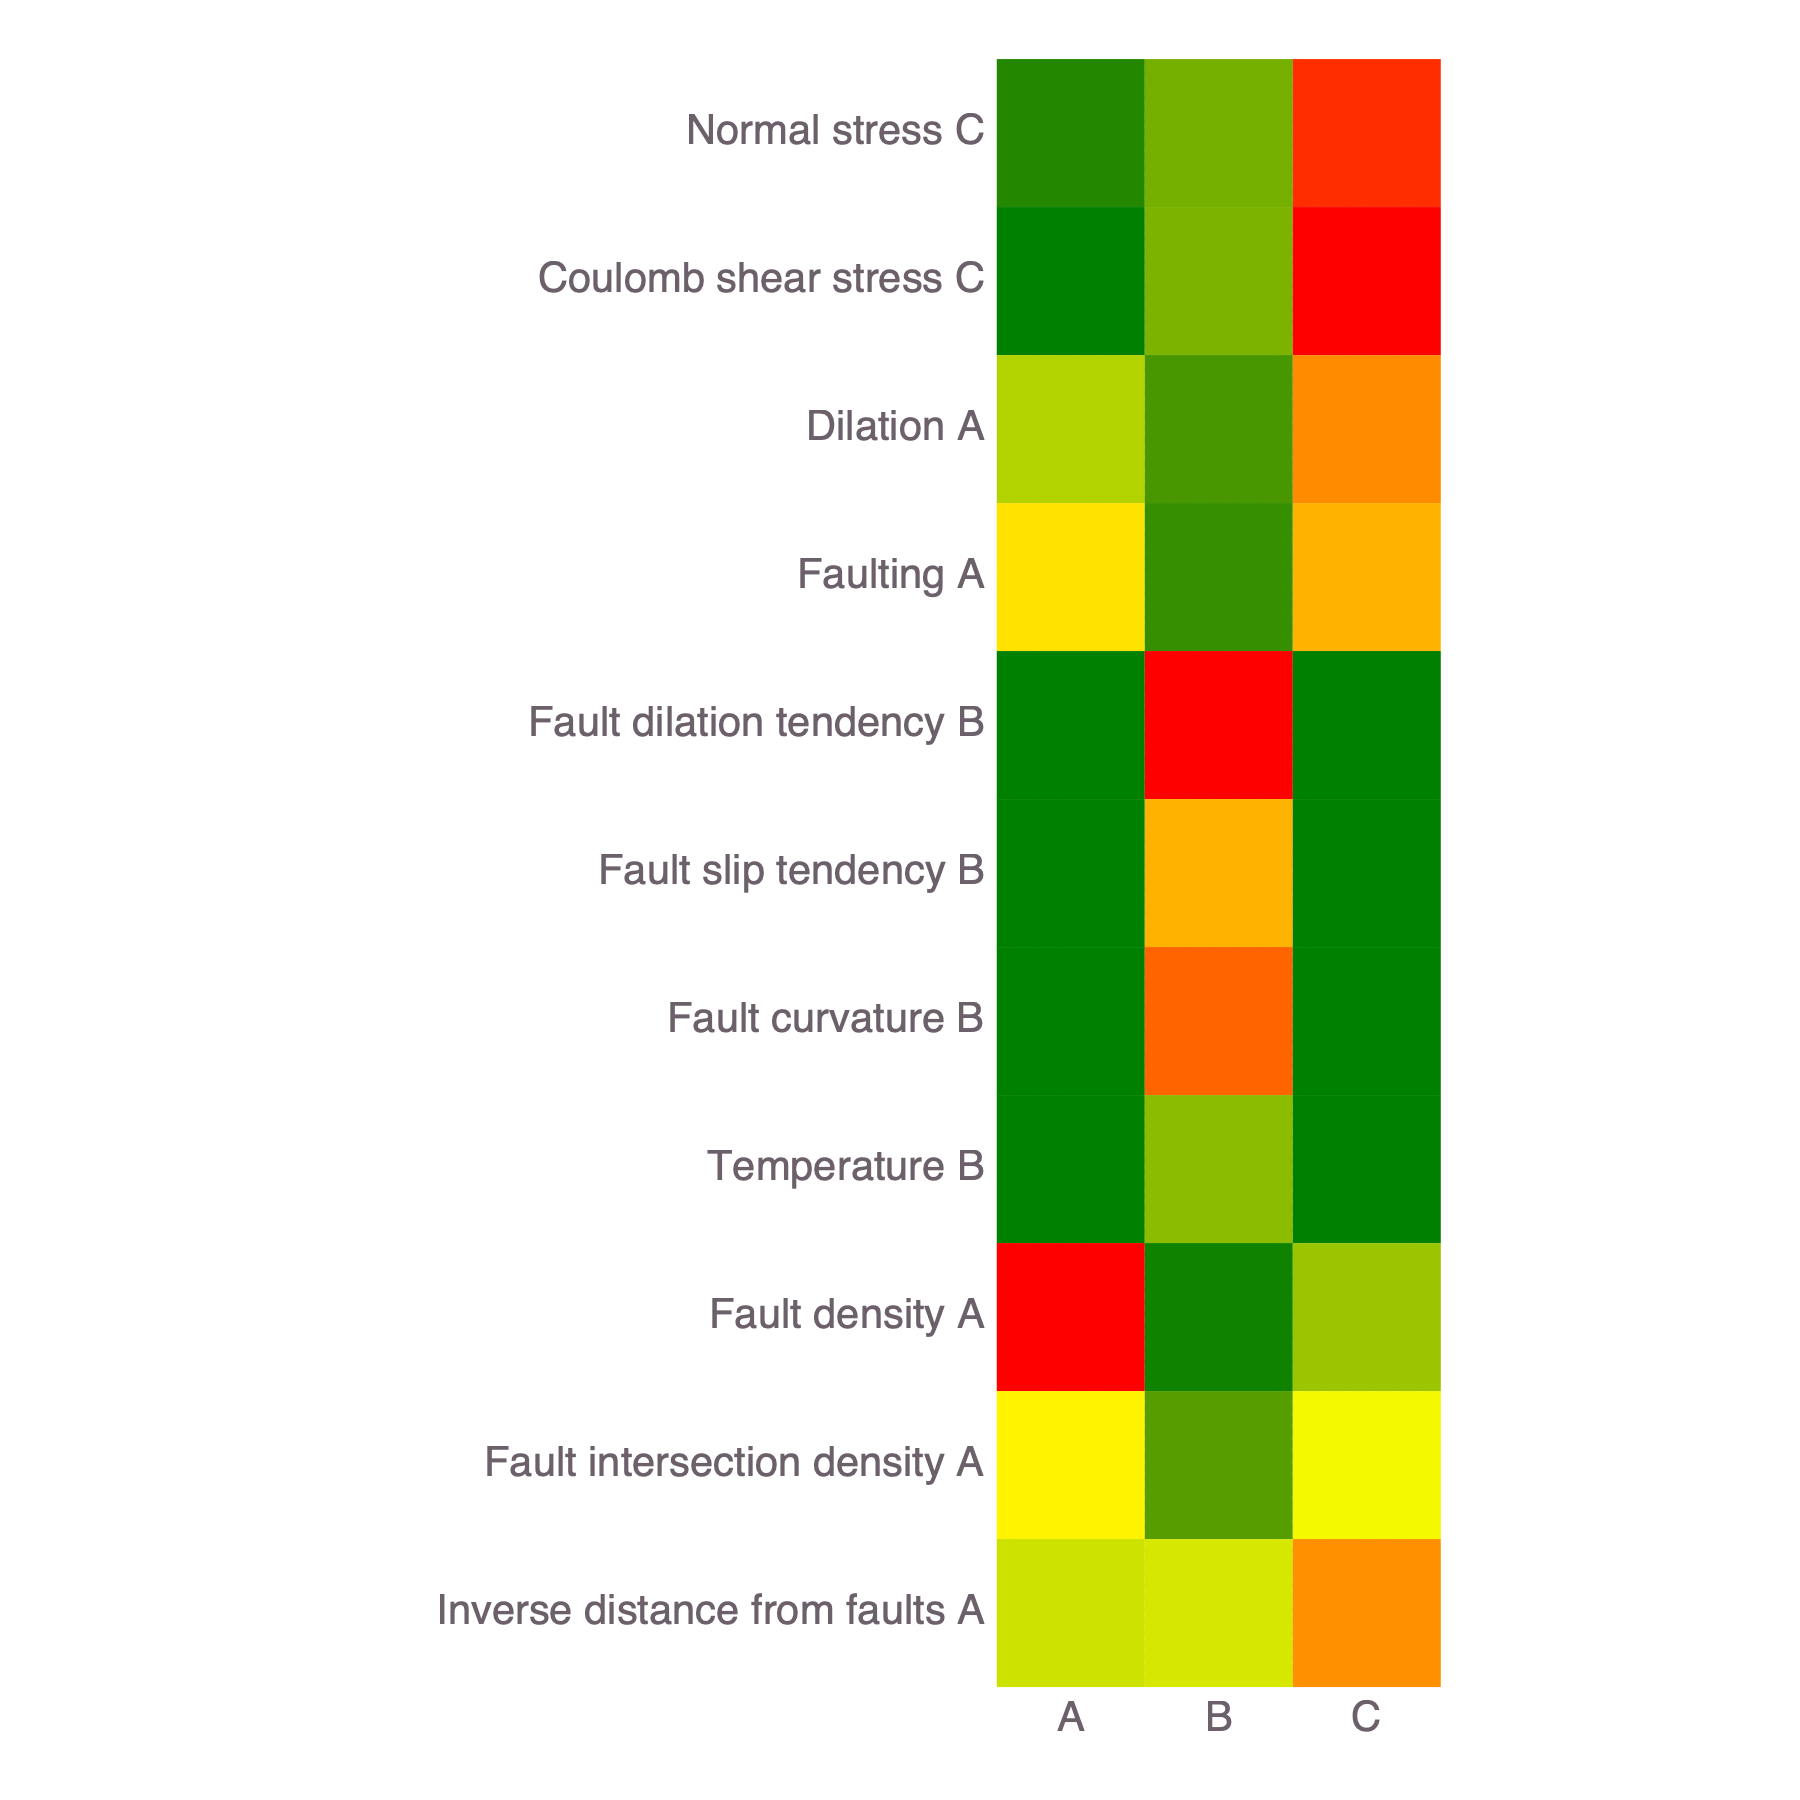 Normal stress C
Coulomb shear stress C
Dilation A
Faulting A
Fault dilation tendency B
Fault slip tendency B
Fault curvature B
Temperature B
Fault density A
Fault intersection density A
Inverse distance from faults A
A B C